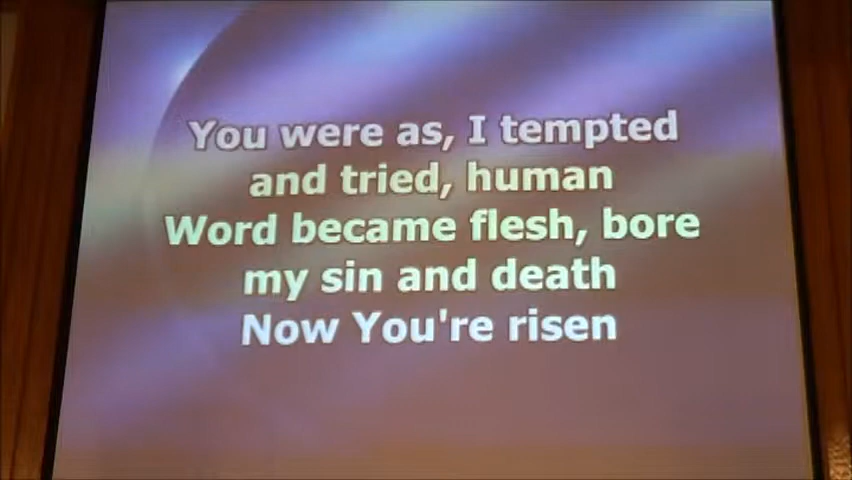 You were as, I tempted
and tried, human
Word became flesh, bore
my sin and death
Now You're risen